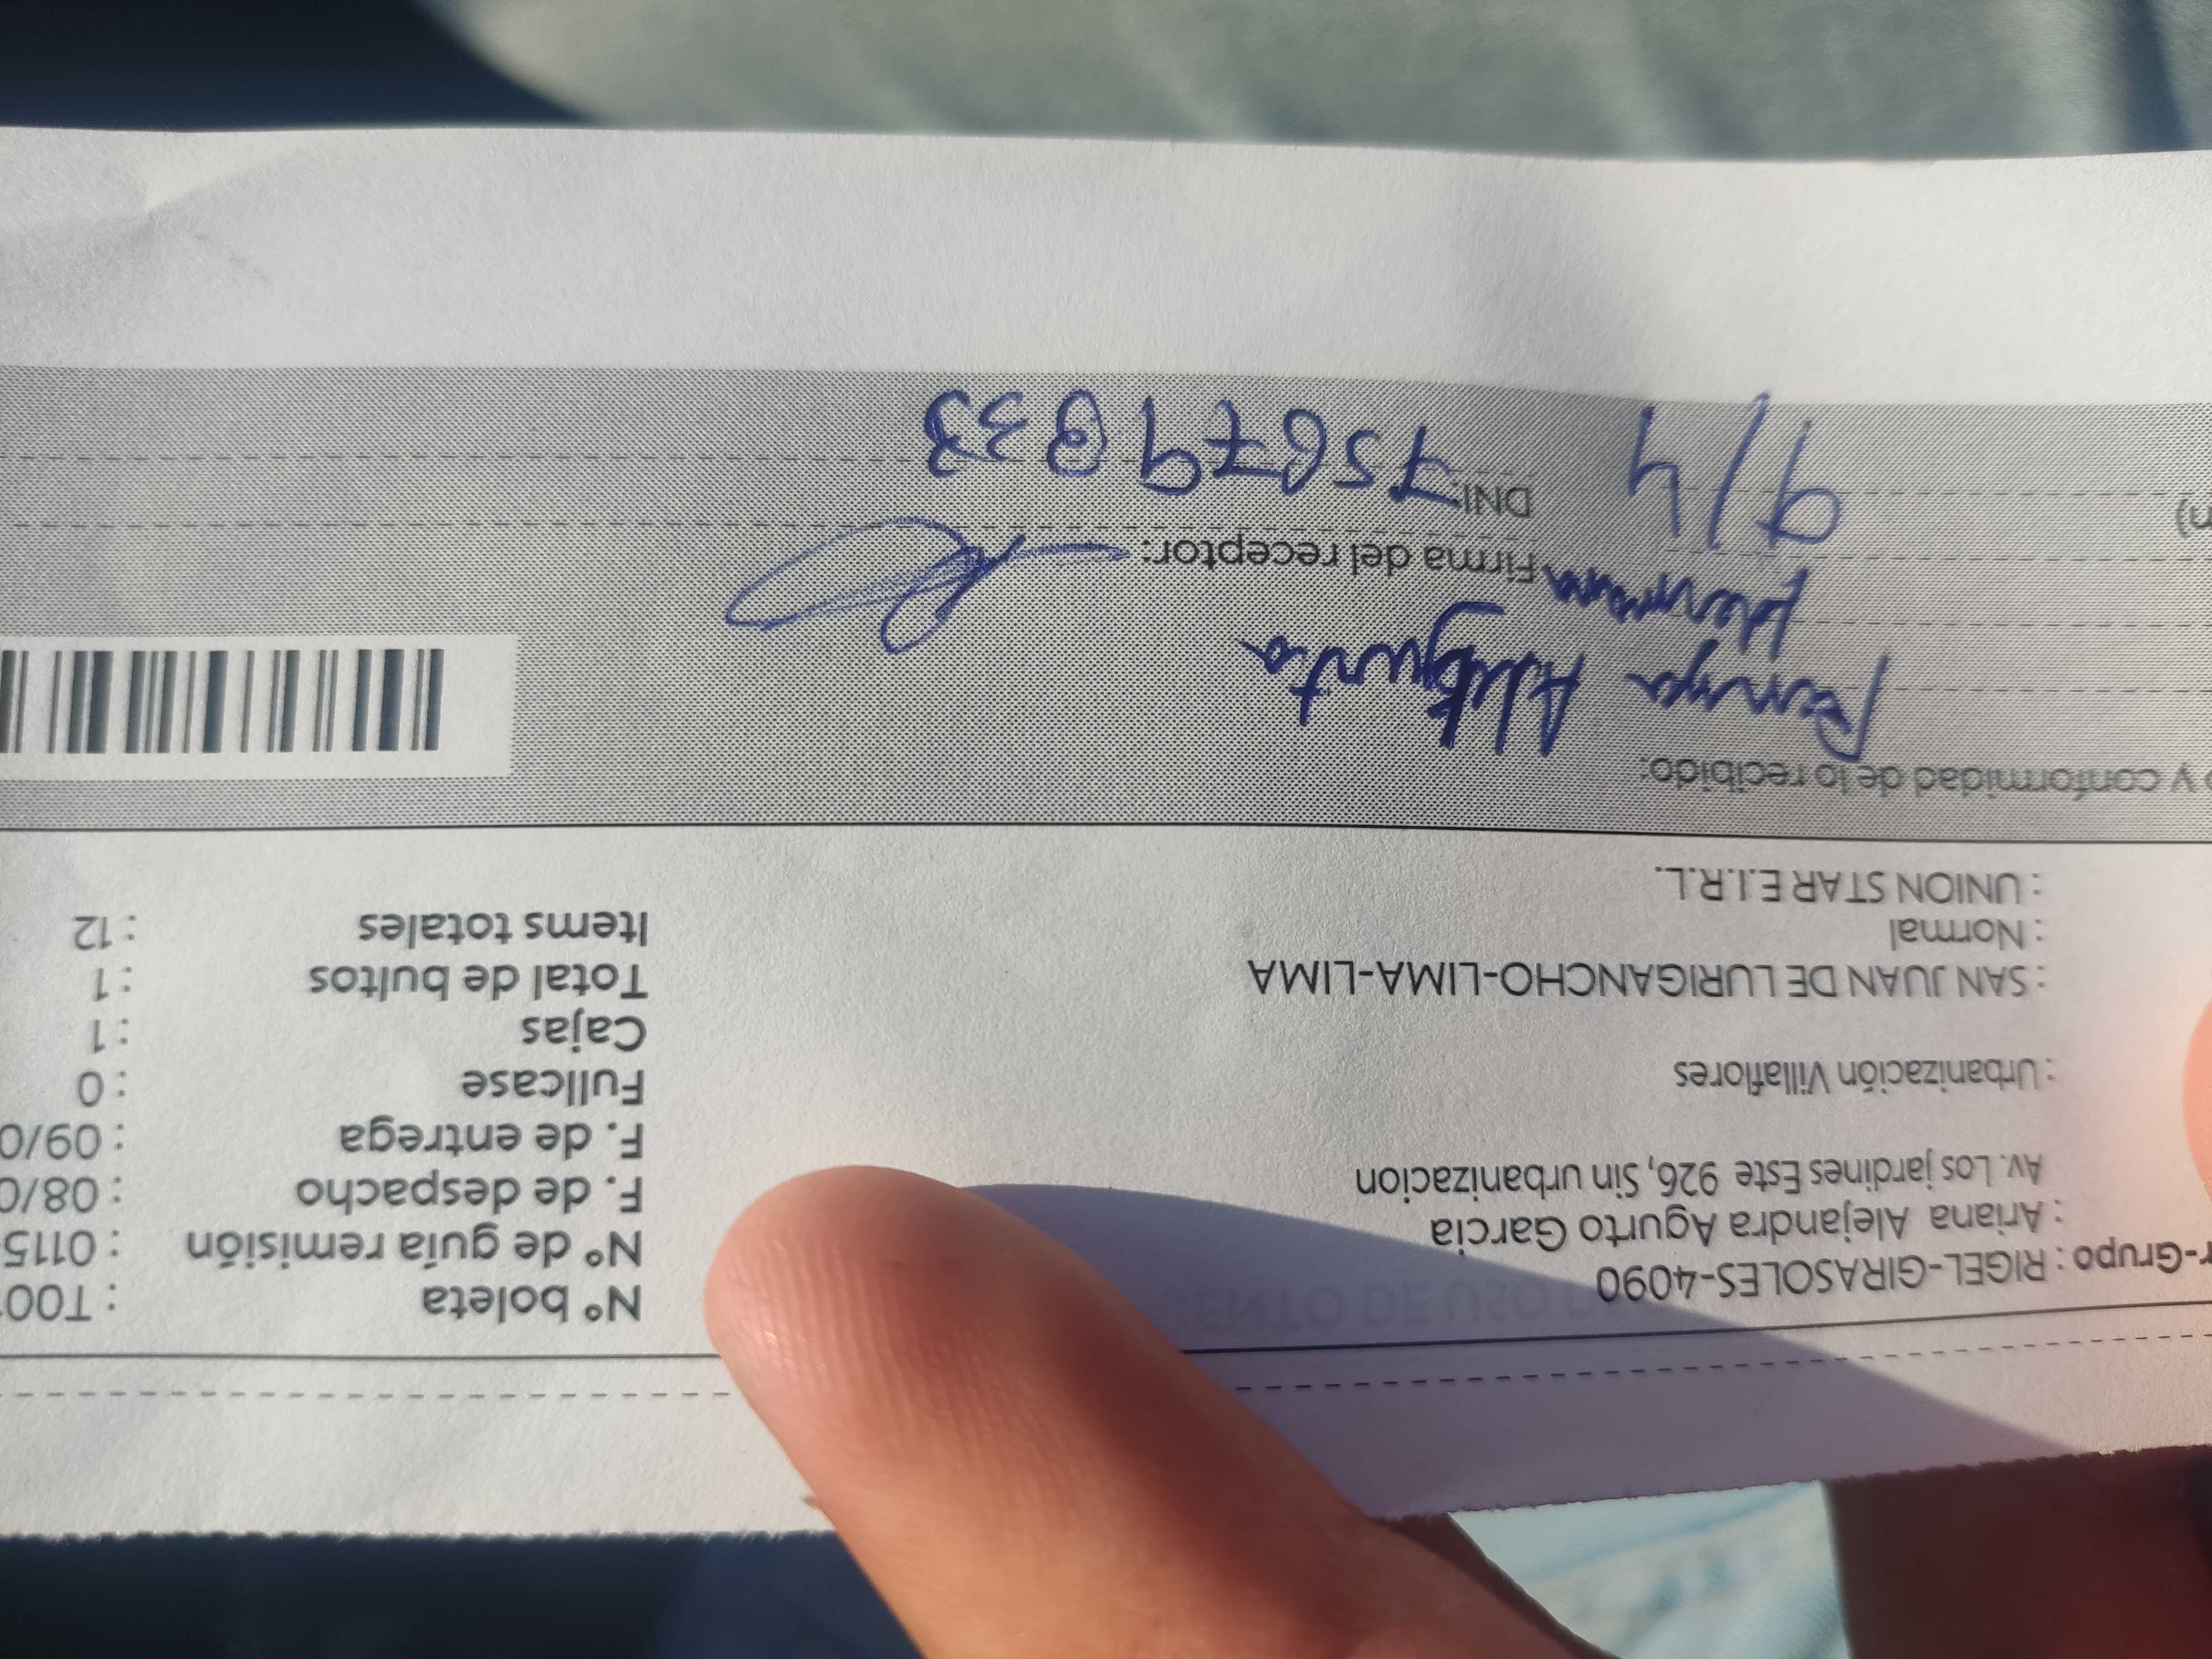 r-Grupo : RIGEL-GIRASOLES-4090
: Ariana Alejandra Agurto Garcia
Av. Los jardines Este 926, Sin urbanizacion
: Urbanización Villaflores
: SAN JUAN DE LURIGANCHO-LIMA-LIMA
: Normal
: UNION STAR E.I.R.L.
N° boleta : T00
N° de guía remisión : 0115
F. de despacho : 08/0
F. de entrega : 09/0
Fullcase : 0
Cajas : 1
Total de bultos : 1
Items totales : 12
y conformidad de lo recibido:
Firma del receptor:
9/4
DNI: 75679833
n)